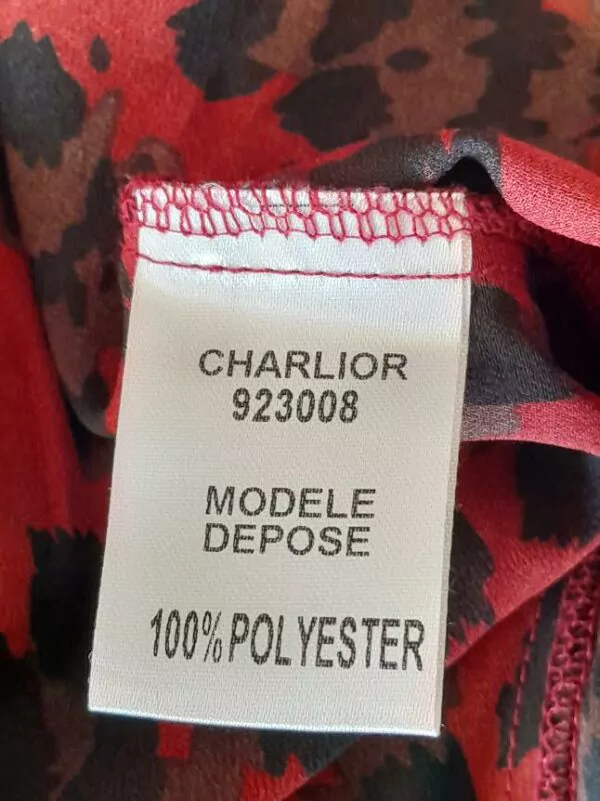 CHARLIOR
923008
MODELE
DEPOSE
100% POLYESTER